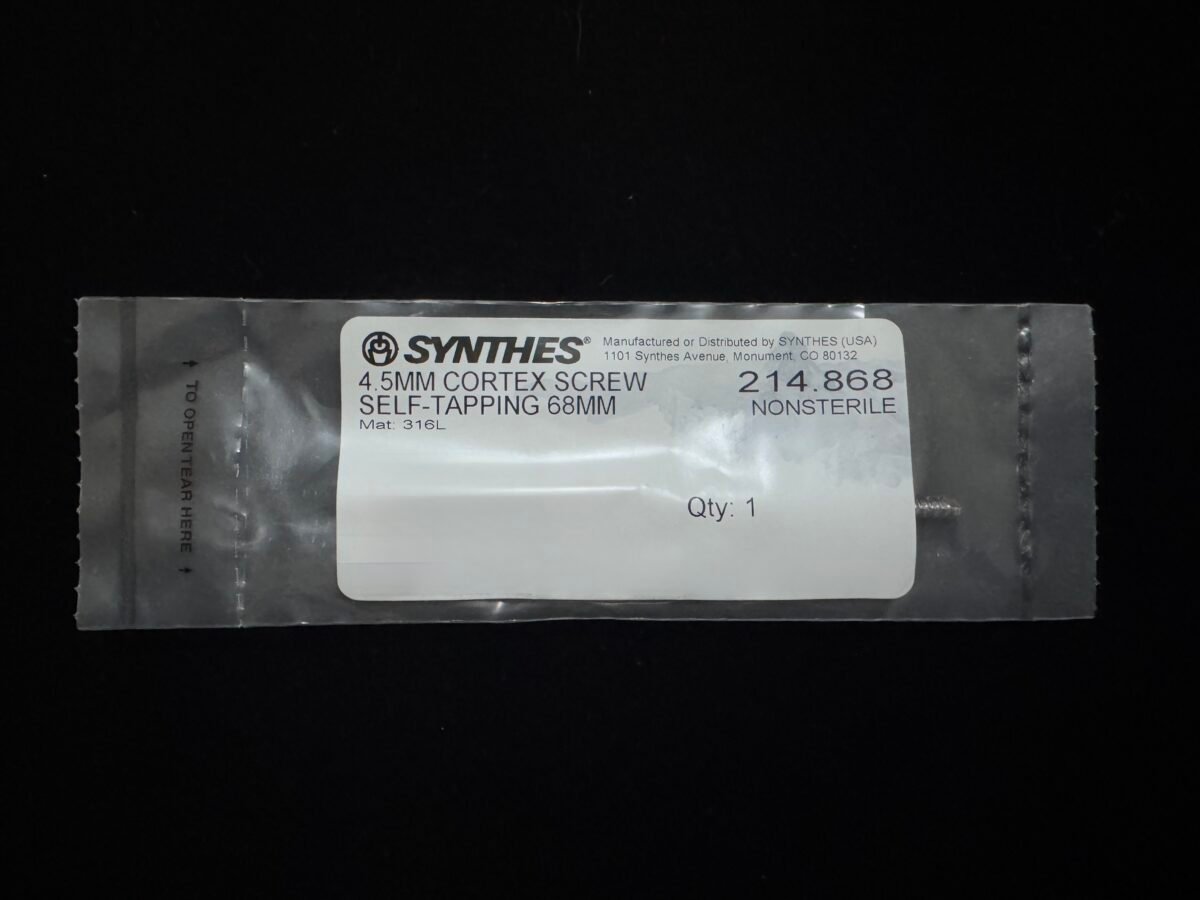 SYNTHES®
Manufactured or Distributed by SYNTHES (USA)
1101 Synthes Avenue, Monument, CO 80132
4.5MM CORTEX SCREW
SELF-TAPPING 68MM
Mat: 316L
214.868
NONSTERILE
Qty: 1
TO OPEN TEAR HERE